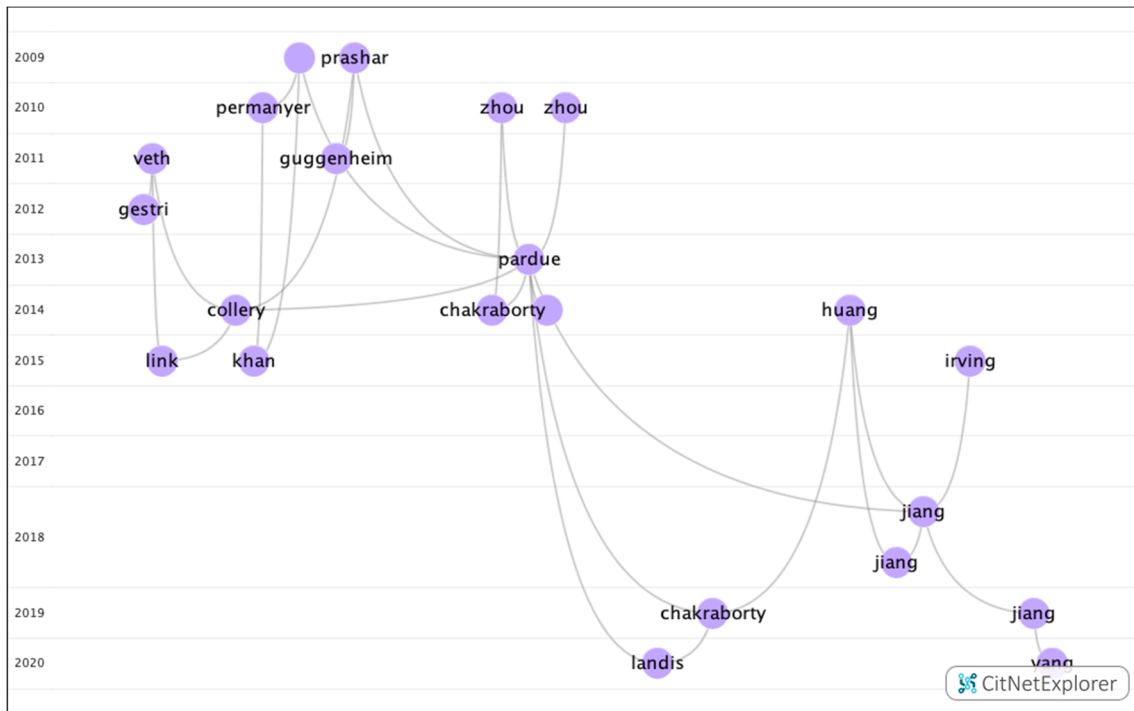 2009 prashar
2010 permanyer zhou zhou
2011 veth guggenheim
2012 gestri
2013 pardue
2014 collery chakraborty huang
2015 link khan irving
2016
2017
jiang
2018
jiang
2019 chakraborty jiang
2020 landis
CitNetExplorer